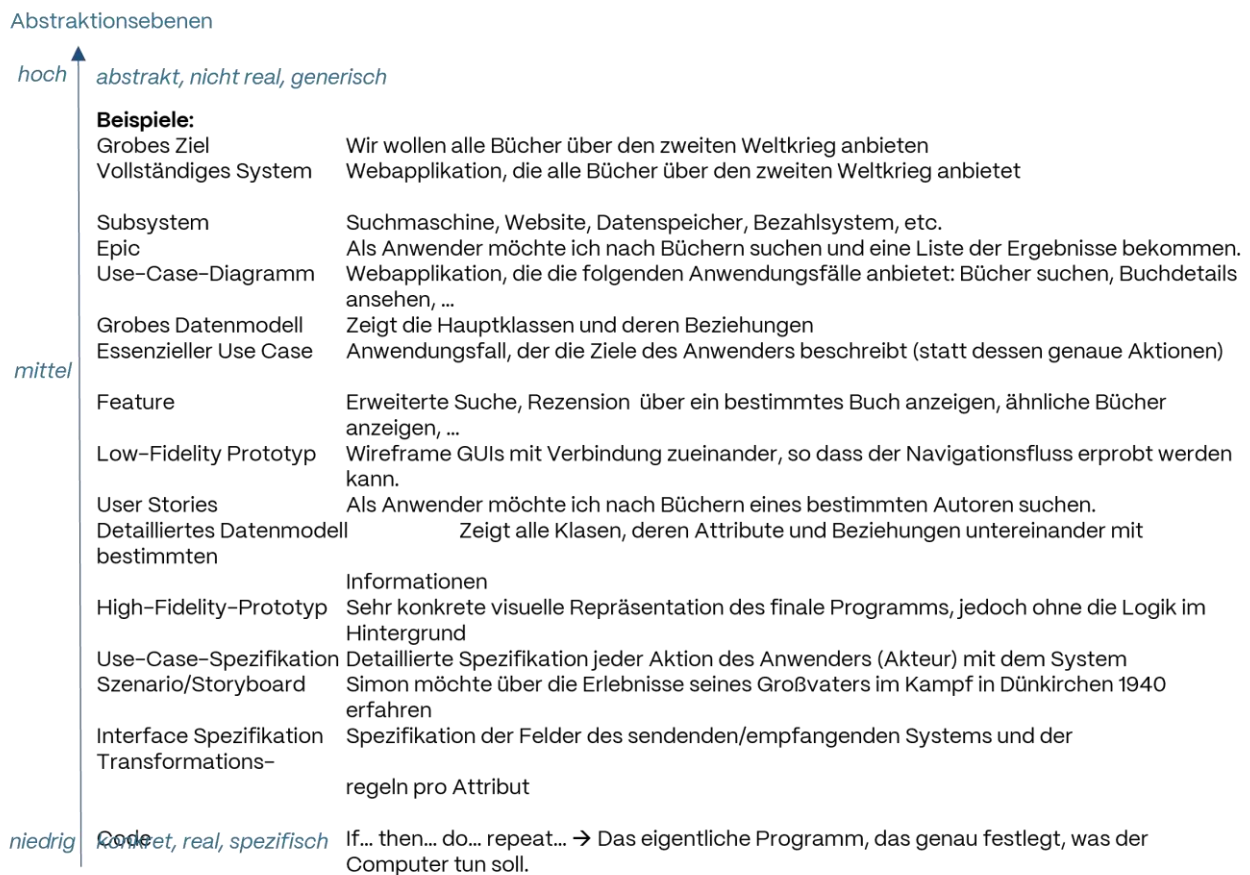 Abstraktionsebenen
hoch
abstrakt, nicht real, generisch
Beispiele:
Grobes Ziel Wir wollen alle Bücher über den zweiten Weltkrieg anbieten
Vollständiges System Webapplikation, die alle Bücher über den zweiten Weltkrieg anbietet
Subsystem Suchmaschine, Website, Datenspeicher, Bezahlsystem, etc.
Epic Als Anwender möchte ich nach Büchern suchen und eine Liste der Ergebnisse bekommen.
Use-Case-Diagramm Webapplikation, die die folgenden Anwendungsfälle anbietet: Bücher suchen, Buchdetails
ansehen, ...
Grobes Datenmodell Zeigt die Hauptklassen und deren Beziehungen
Essenzieller Use Case Anwendungsfall, der die Ziele des Anwenders beschreibt (statt dessen genaue Aktionen)
mittel
Feature Erweiterte Suche, Rezension über ein bestimmtes Buch anzeigen, ähnliche Bücher
anzeigen, ...
Low-Fidelity Prototyp Wireframe GUIs mit Verbindung zueinander, so dass der Navigationsfluss erprobt werden
kann.
User Stories Als Anwender möchte ich nach Büchern eines bestimmten Autoren suchen.
Detailliertes Datenmodell Zeigt alle Klasen, deren Attribute und Beziehungen untereinander mit
bestimmten
Informationen
High-Fidelity-Prototyp Sehr konkrete visuelle Repräsentation des finale Programms, jedoch ohne die Logik im
Hintergrund
Use-Case-Spezifikation Detaillierte Spezifikation jeder Aktion des Anwenders (Akteur) mit dem System
Szenario/Storyboard Simon möchte über die Erlebnisse seines Großvaters im Kampf in Dünkirchen 1940
erfahren
Interface Spezifikation Spezifikation der Felder des sendenden/empfangenden Systems und der
Transformations-
regeln pro Attribut
niedrig
konkret, real, spezifisch
Code If... then... do... repeat... → Das eigentliche Programm, das genau festlegt, was der
Computer tun soll.